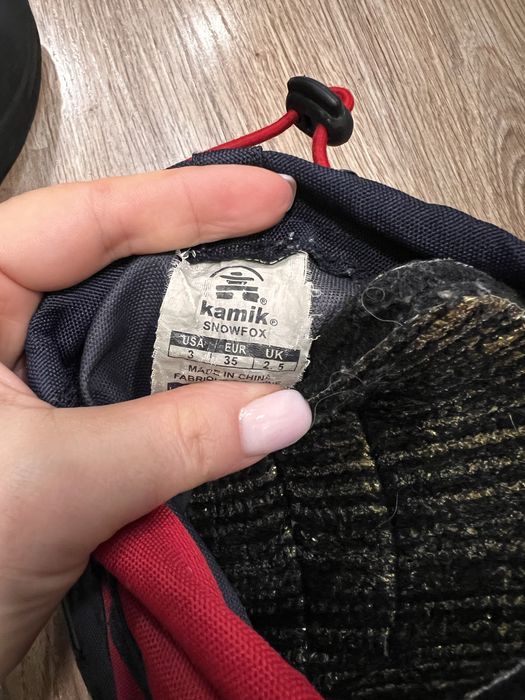 kamik®
SNOWFOX
USA EUR UK
3 35 2.5
MADE IN CHINA